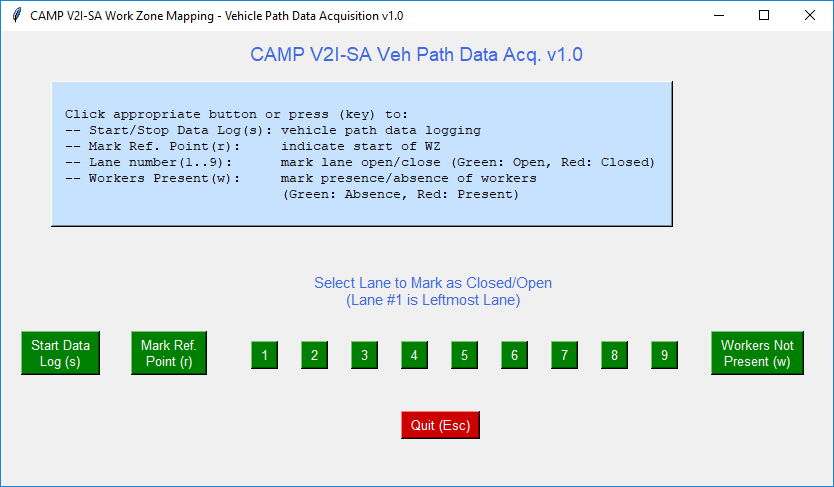 CAMP V2I-SA Work Zone Mapping - Vehicle Path Data Acquisition v1.0
CAMP V2I-SA Veh Path Data Acq. v1.0
Click appropriate button or press (key) to:
-- Start/Stop Data Log(s): vehicle path data logging
-- Mark Ref. Point(r):     indicate start of WZ
-- Lane number(1..9):      mark lane open/close (Green: Open, Red: Closed)
-- Workers Present(w):     mark presence/absence of workers
(Green: Absence, Red: Present)
Select Lane to Mark as Closed/Open
(Lane #1 is Leftmost Lane)
Start Data
Log (s)
Mark Ref.
Point (r)
1 2 3 4 5 6 7 8 9
Workers Not
Present (w)
Quit (Esc)